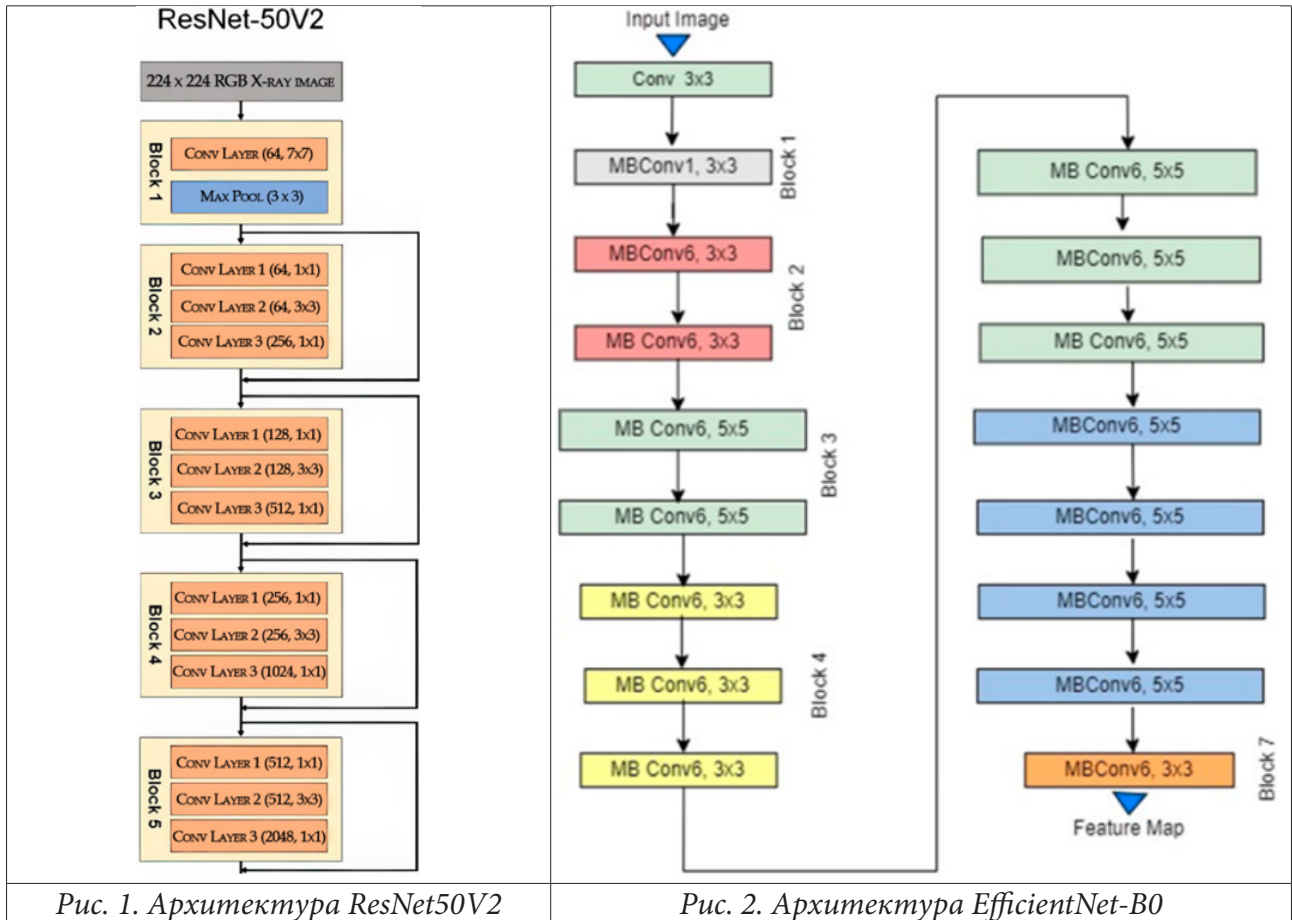 ResNet-50V2
224 x 224 RGB X-RAY IMAGE
Block 1
CONV LAYER (64, 7x7)
MAX POOL (3 x 3)
Block 2
CONV LAYER 1 (64, 1x1)
CONV LAYER 2 (64, 3x3)
CONV LAYER 3 (256, 1x1)
Block 3
CONV LAYER 1 (128, 1x1)
CONV LAYER 2 (128, 3x3)
CONV LAYER 3 (512, 1x1)
Block 4
CONV LAYER 1 (256, 1x1)
CONV LAYER 2 (256, 3x3)
CONV LAYER 3 (1024, 1x1)
Block 5
CONV LAYER 1 (512, 1x1)
CONV LAYER 2 (512, 3x3)
CONV LAYER 3 (2048, 1x1)
Рис. 1. Архитектура ResNet50V2
Input Image
Conv 3x3
MBConv1, 3x3
Block 1
MBConv6, 3x3
Block 2
MB Conv6, 3x3
MB Conv6, 5x5
Block 3
MB Conv6, 5x5
MB Conv6, 3x3
MB Conv6, 3x3
Block 4
MB Conv6, 3x3
MB Conv6, 5x5
MBConv6, 5x5
MB Conv6, 5x5
MBConv6, 5x5
MBConv6, 5x5
MBConv6, 5x5
MBConv6, 5x5
MBConv6, 3x3
Block 7
Feature Map
Рис. 2. Архитектура EfficientNet-B0